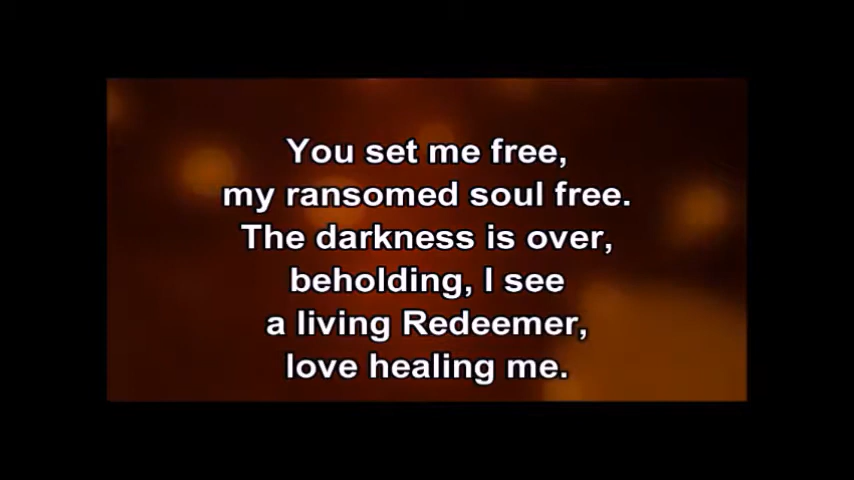 You set me free,
my ransomed soul free.
The darkness is over,
beholding, I see
a living Redeemer,
love healing me.